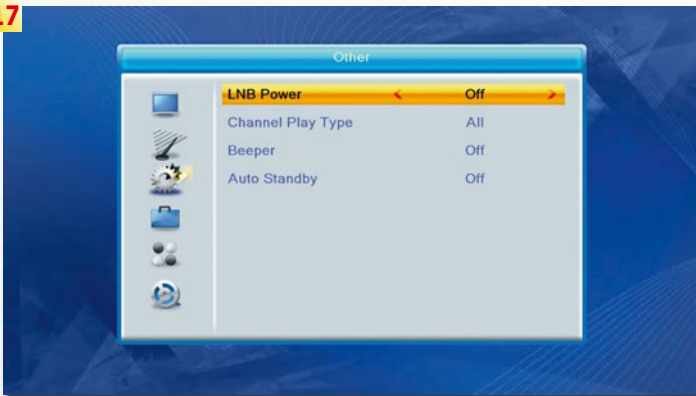 17
Other
LNB Power < Off >
Channel Play Type All
Beeper Off
Auto Standby Off